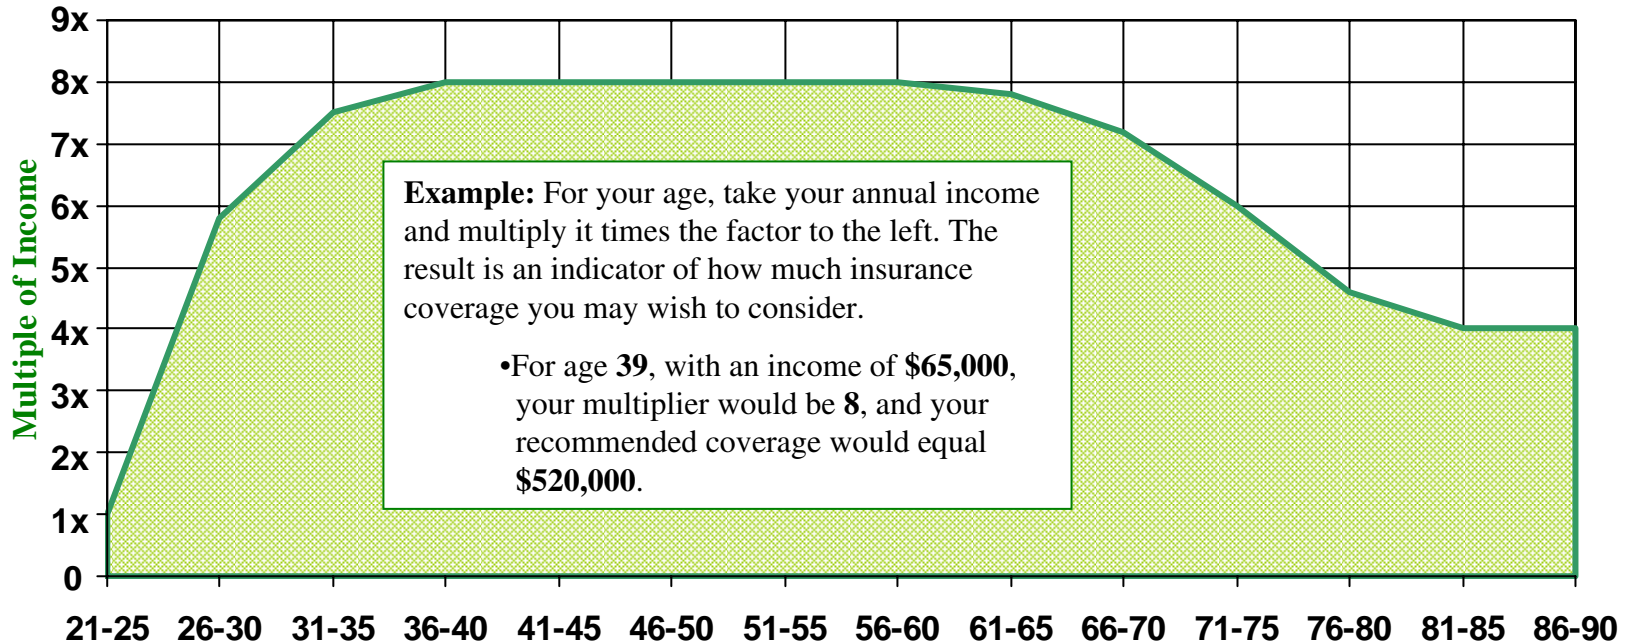 9x
8x
7x
6x
5x
4x
3x
2x
1x
0
Multiple of Income
Example: For your age, take your annual income
and multiply it times the factor to the left. The
result is an indicator of how much insurance
coverage you may wish to consider.
•For age 39, with an income of $65,000,
your multiplier would be 8, and your
recommended coverage would equal
$520,000.
21-25 26-30 31-35 36-40 41-45 46-50 51-55 56-60 61-65 66-70 71-75 76-80 81-85 86-90